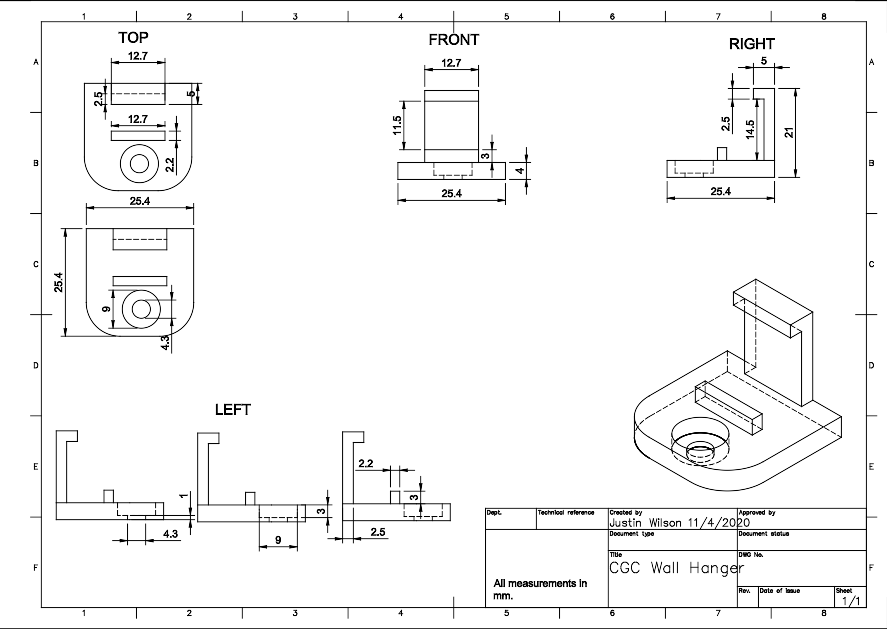 1 2 3 4 5 6 7 8
A A
B B
C C
D D
E E
F F
TOP
12.7
2.5
5
12.7
2.2
25.4
25.4
9
4.3
FRONT
12.7
11.5
3
4
25.4
RIGHT
5
2.5
14.5
21
25.4
LEFT
1
4.3
3
9
2.2
3
2.5
Dept.
Technical reference
Created by
Justin Wilson 11/4/2020
Approved by
Document type
Document status
All measurements in
mm.
Title
CGC Wall Hanger
DWG No.
Rev.
Date of issue
Sheet
1/1
1 2 3 4 5 6 7 8